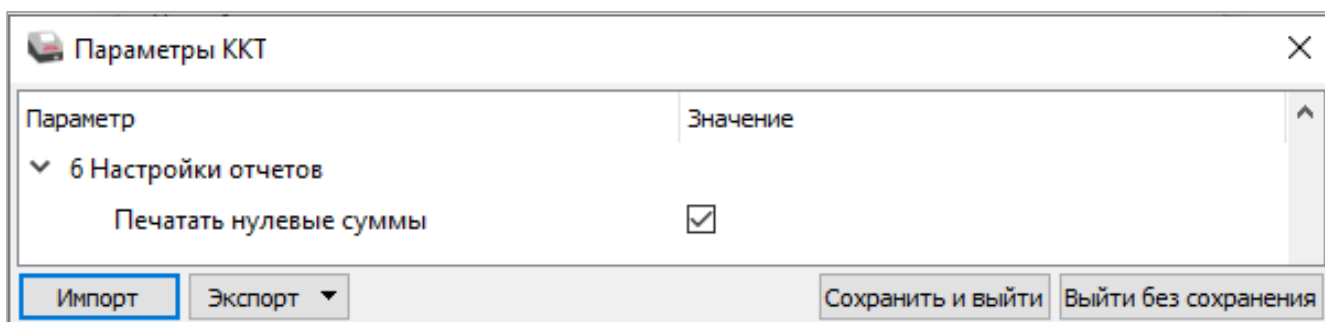 Параметры ККТ
Параметр Значение
6 Настройки отчетов
Печатать нулевые суммы
Импорт Экспорт Сохранить и выйти Выйти без сохранения